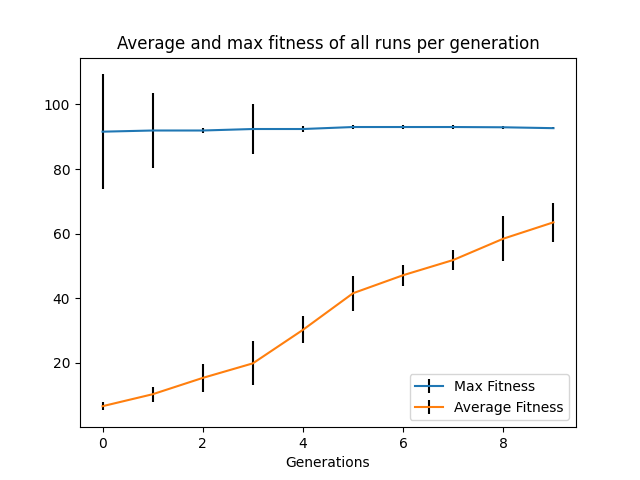 Average and max fitness of all runs per generation
100
80
60
40
20
Max Fitness
Average Fitness
0 2 4 6 8
Generations